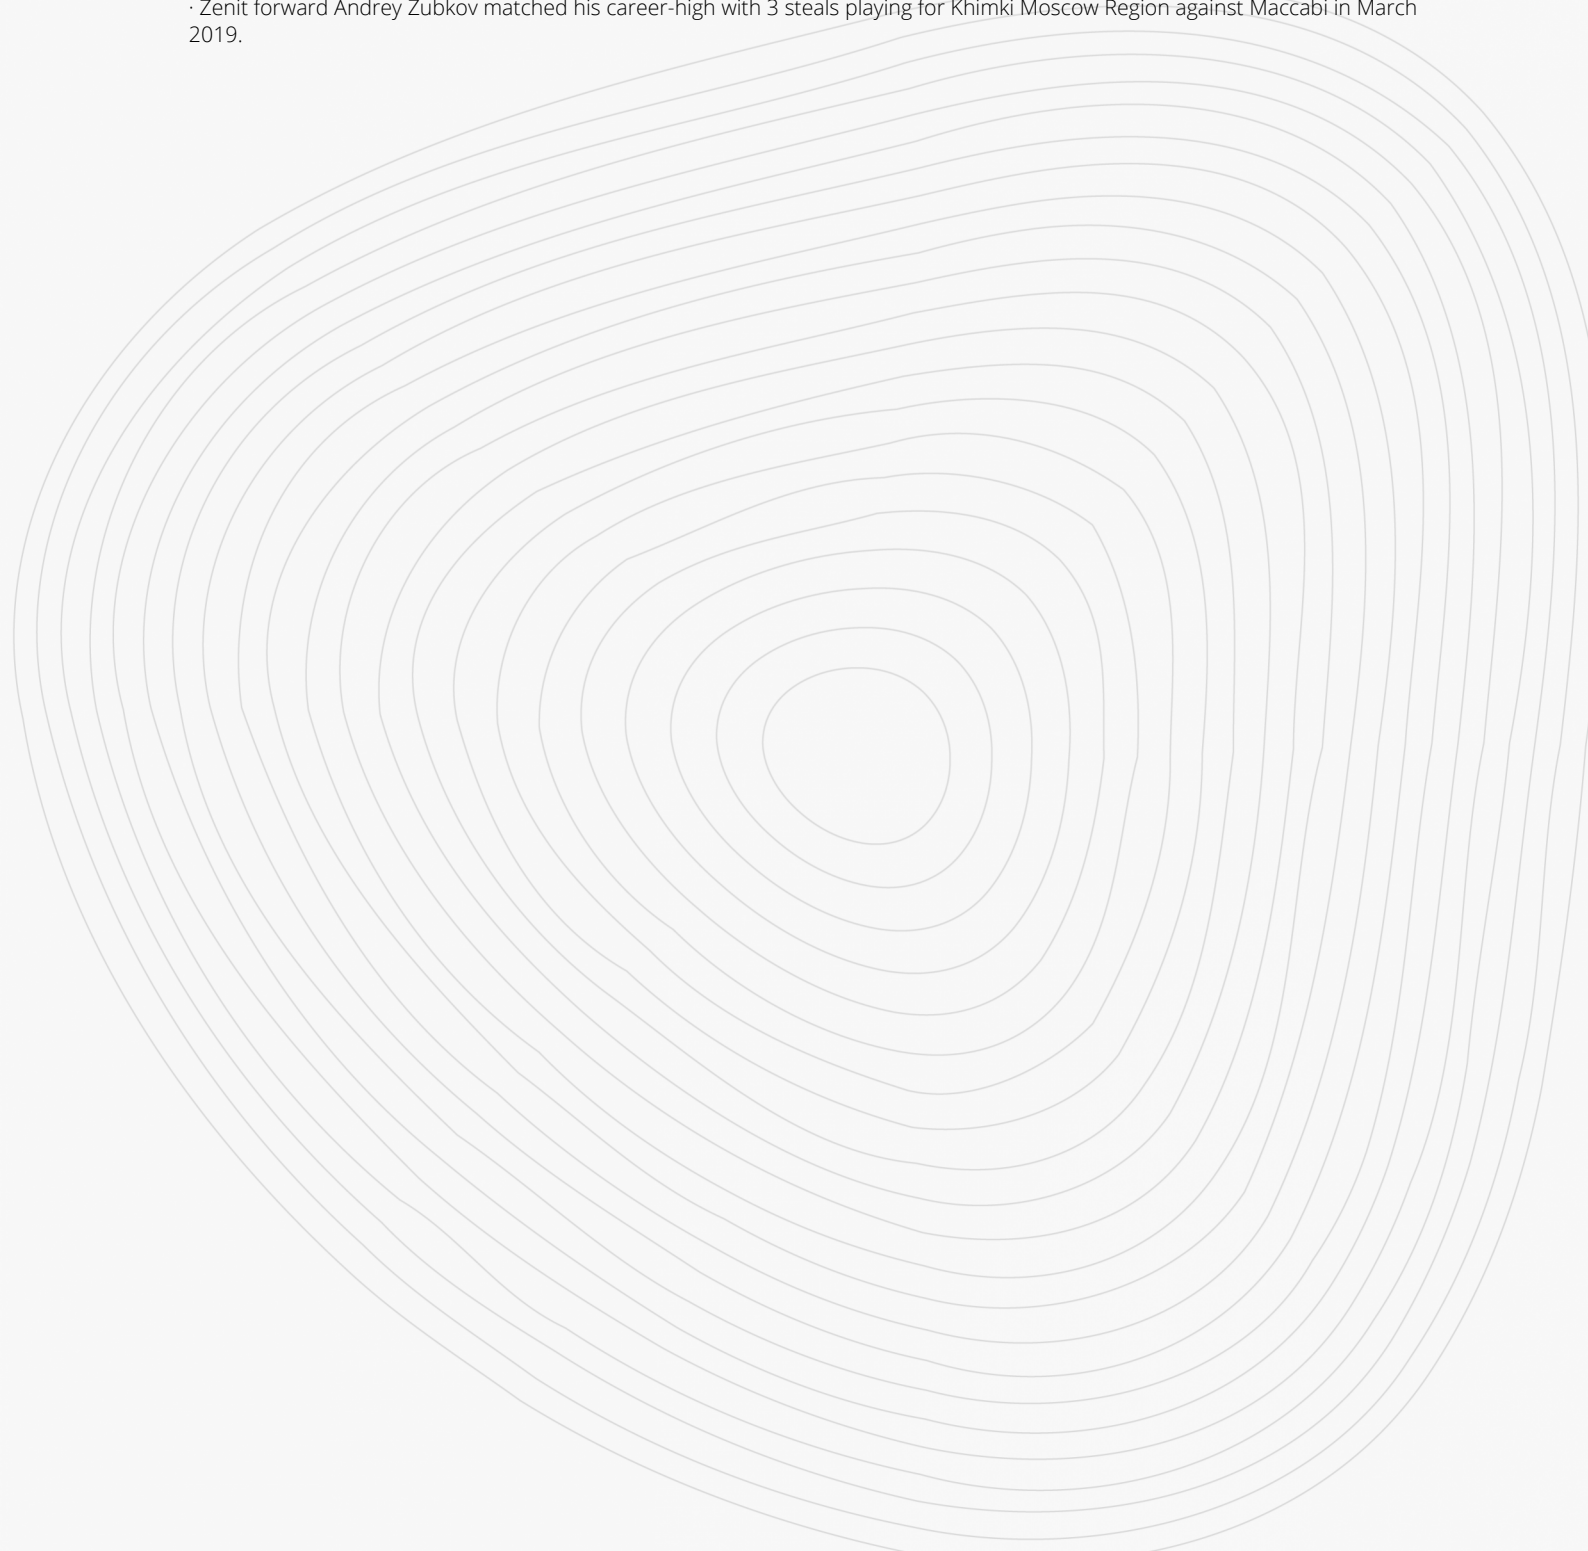 · Zenit forward Andrey Zubkov matched his career-high with 3 steals playing for Khimki Moscow Region against Maccabi in March
2019.